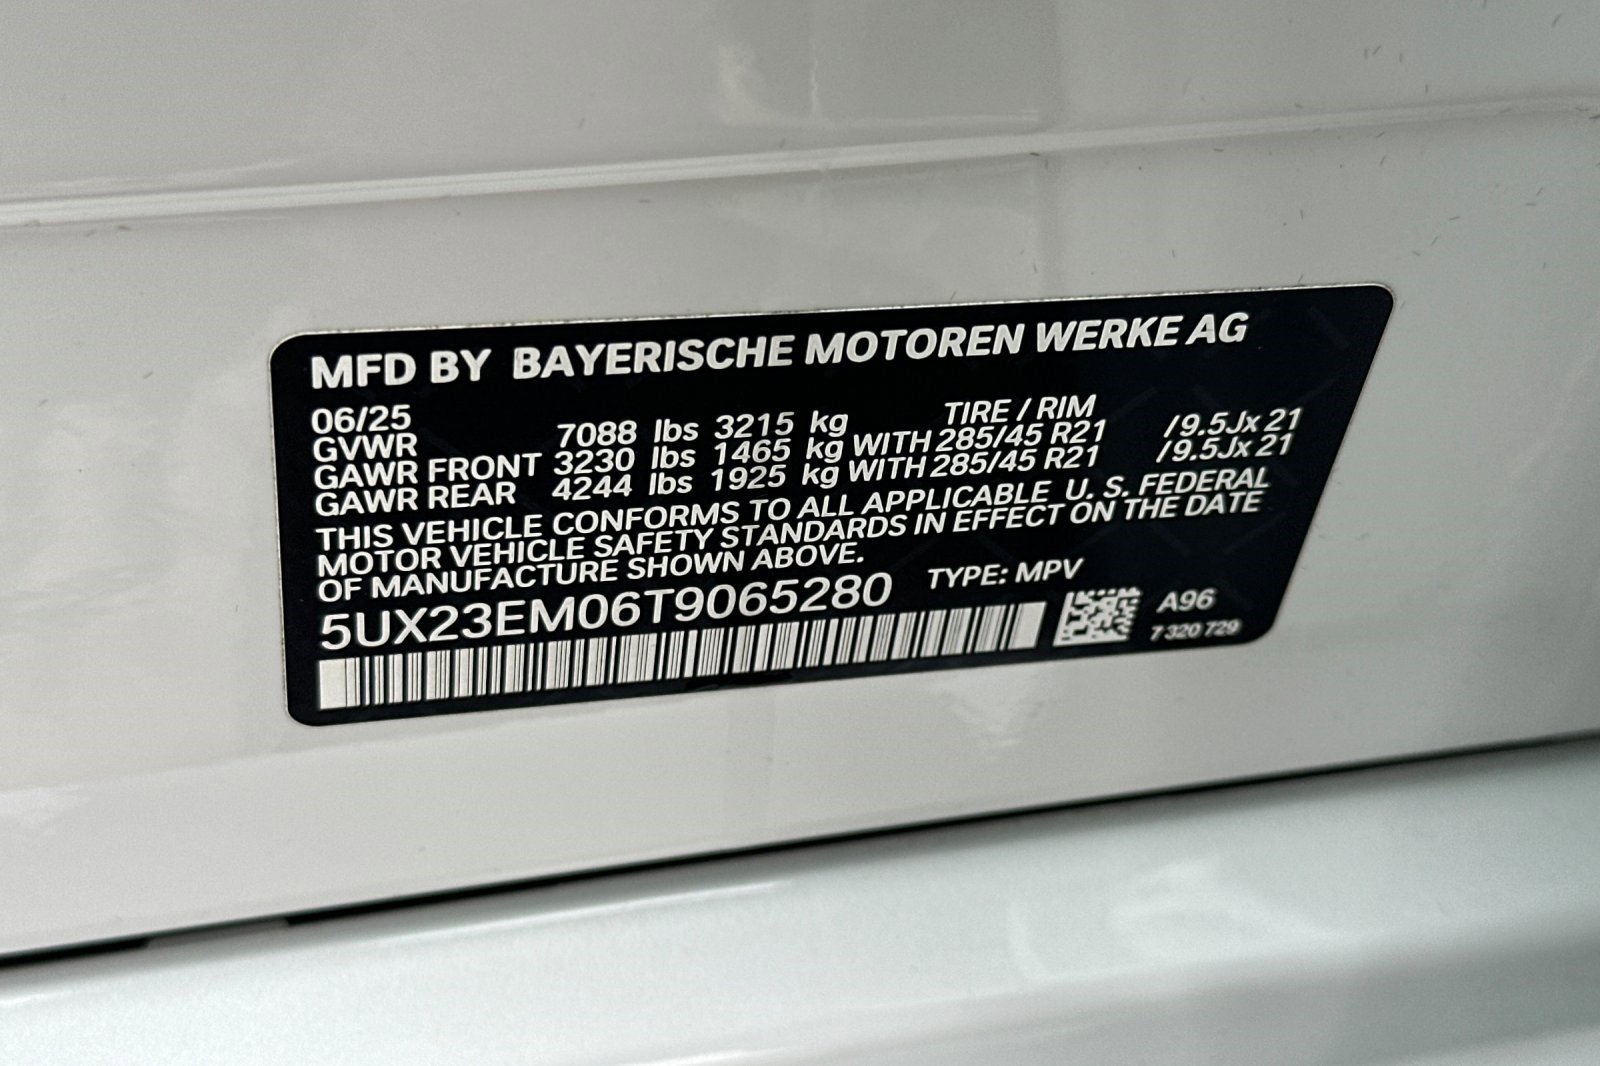 MFD BY BAYERISCHE MOTOREN WERKE AG
06/25 TIRE / RIM
GVWR 7088 lbs 3215 kg
GAWR FRONT 3230 lbs 1465 kg WITH 285/45 R21 /9.5Jx 21
GAWR REAR 4244 lbs 1925 kg WITH 285/45 R21 /9.5Jx 21
THIS VEHICLE CONFORMS TO ALL APPLICABLE U. S. FEDERAL
MOTOR VEHICLE SAFETY STANDARDS IN EFFECT ON THE DATE
OF MANUFACTURE SHOWN ABOVE.
5UX23EM06T9065280 TYPE: MPV
A96
7 320 729